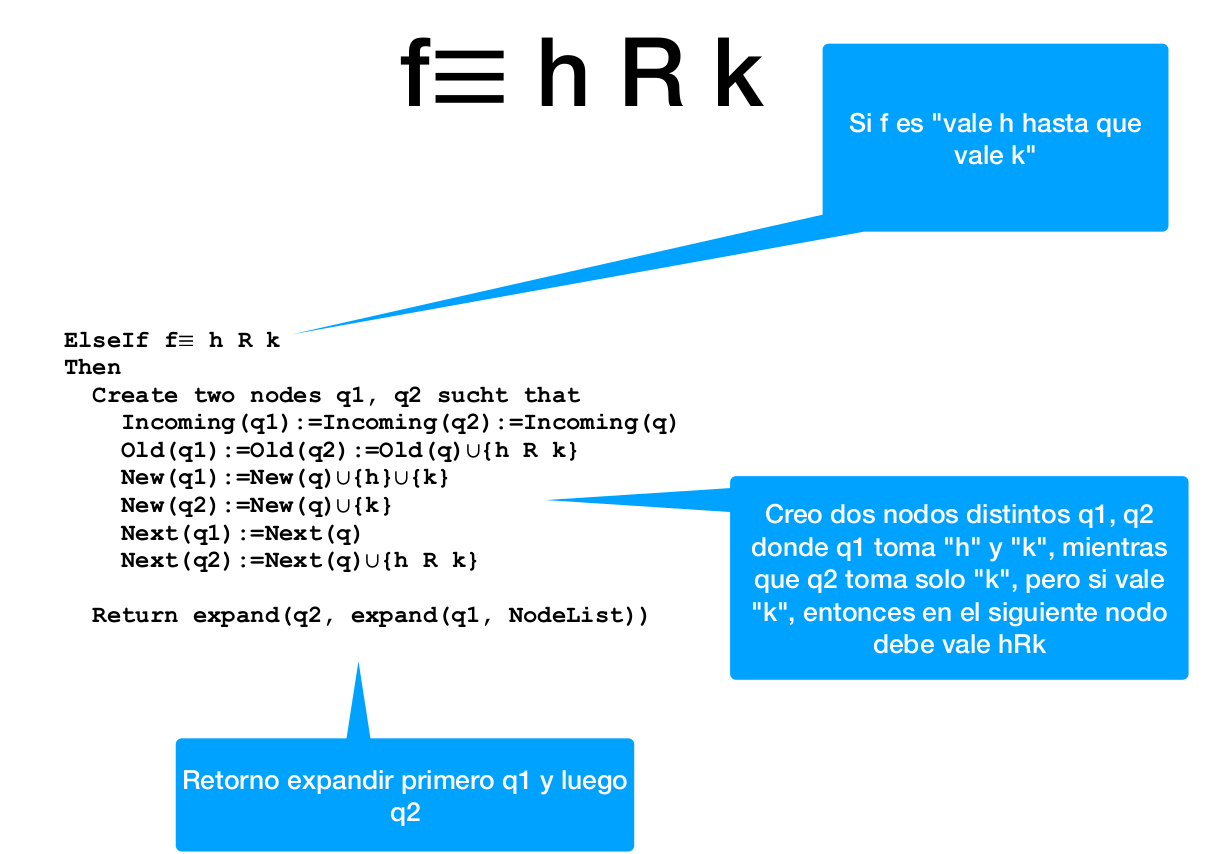 f≡ h R k
Si f es "vale h hasta que
vale k"
ElseIf f≡ h R k
Then
Create two nodes q1, q2 sucht that
Incoming(q1):=Incoming(q2):=Incoming(q)
Old(q1):=Old(q2):=Old(q)∪{h R k}
New(q1):=New(q)∪{h}∪{k}
New(q2):=New(q)∪{k}
Next(q1):=Next(q)
Next(q2):=Next(q)∪{h R k}
Return expand(q2, expand(q1, NodeList))
Creo dos nodos distintos q1, q2
donde q1 toma "h" y "k", mientras
que q2 toma solo "k", pero si vale
"k", entonces en el siguiente nodo
debe vale hRk
Retorno expandir primero q1 y luego
q2